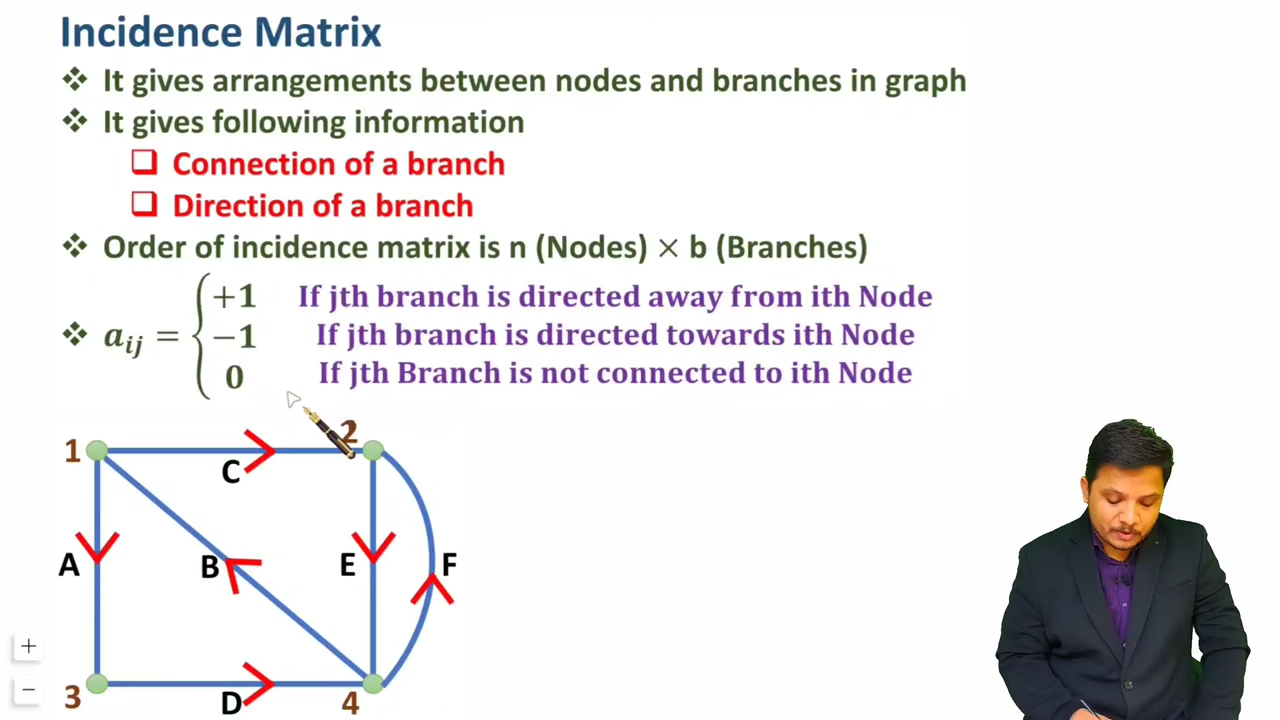 Incidence Matrix
❖ It gives arrangements between nodes and branches in graph
❖ It gives following information
❑ Connection of a branch
❑ Direction of a branch
❖ Order of incidence matrix is n (Nodes) × b (Branches)
+1 If jth branch is directed away from ith Node
❖ aij = { −1 If jth branch is directed towards ith Node
0 If jth Branch is not connected to ith Node
1 2
C
A B E F
3 D 4
+
−